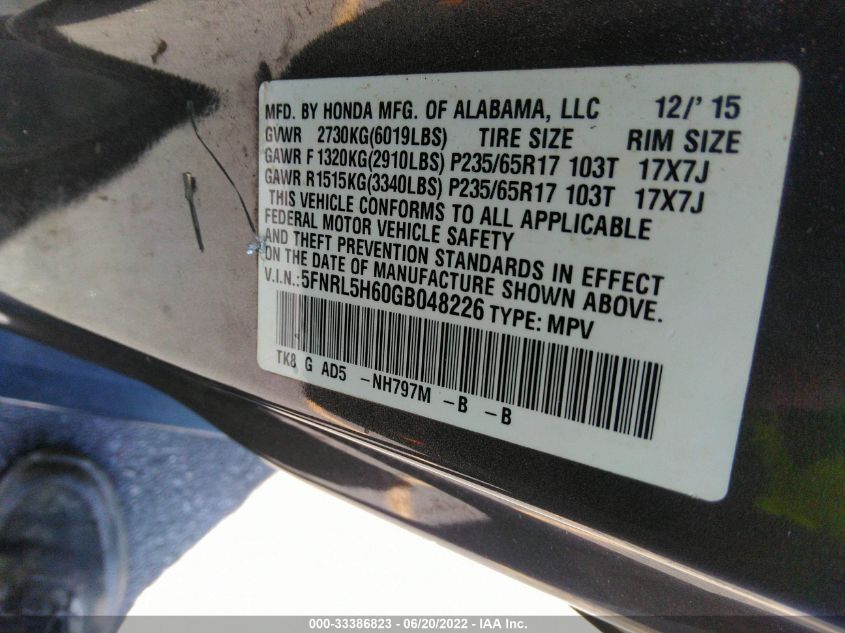 MFD. BY HONDA MFG. OF ALABAMA, LLC 12/' 15
GVWR 2730KG(6019LBS) TIRE SIZE RIM SIZE
GAWR F 1320KG(2910LBS) P235/65R17 103T 17X7J
GAWR R1515KG(3340LBS) P235/65R17 103T 17X7J
THIS VEHICLE CONFORMS TO ALL APPLICABLE
FEDERAL MOTOR VEHICLE SAFETY
AND THEFT PREVENTION STANDARDS IN EFFECT
ON THE DATE OF MANUFACTURE SHOWN ABOVE.
V.I.N.:5FNRL5H60GB048226 TYPE: MPV
TK8 G AD5 -NH797M -B -B
000-33386823 - 06/20/2022 - IAA Inc.